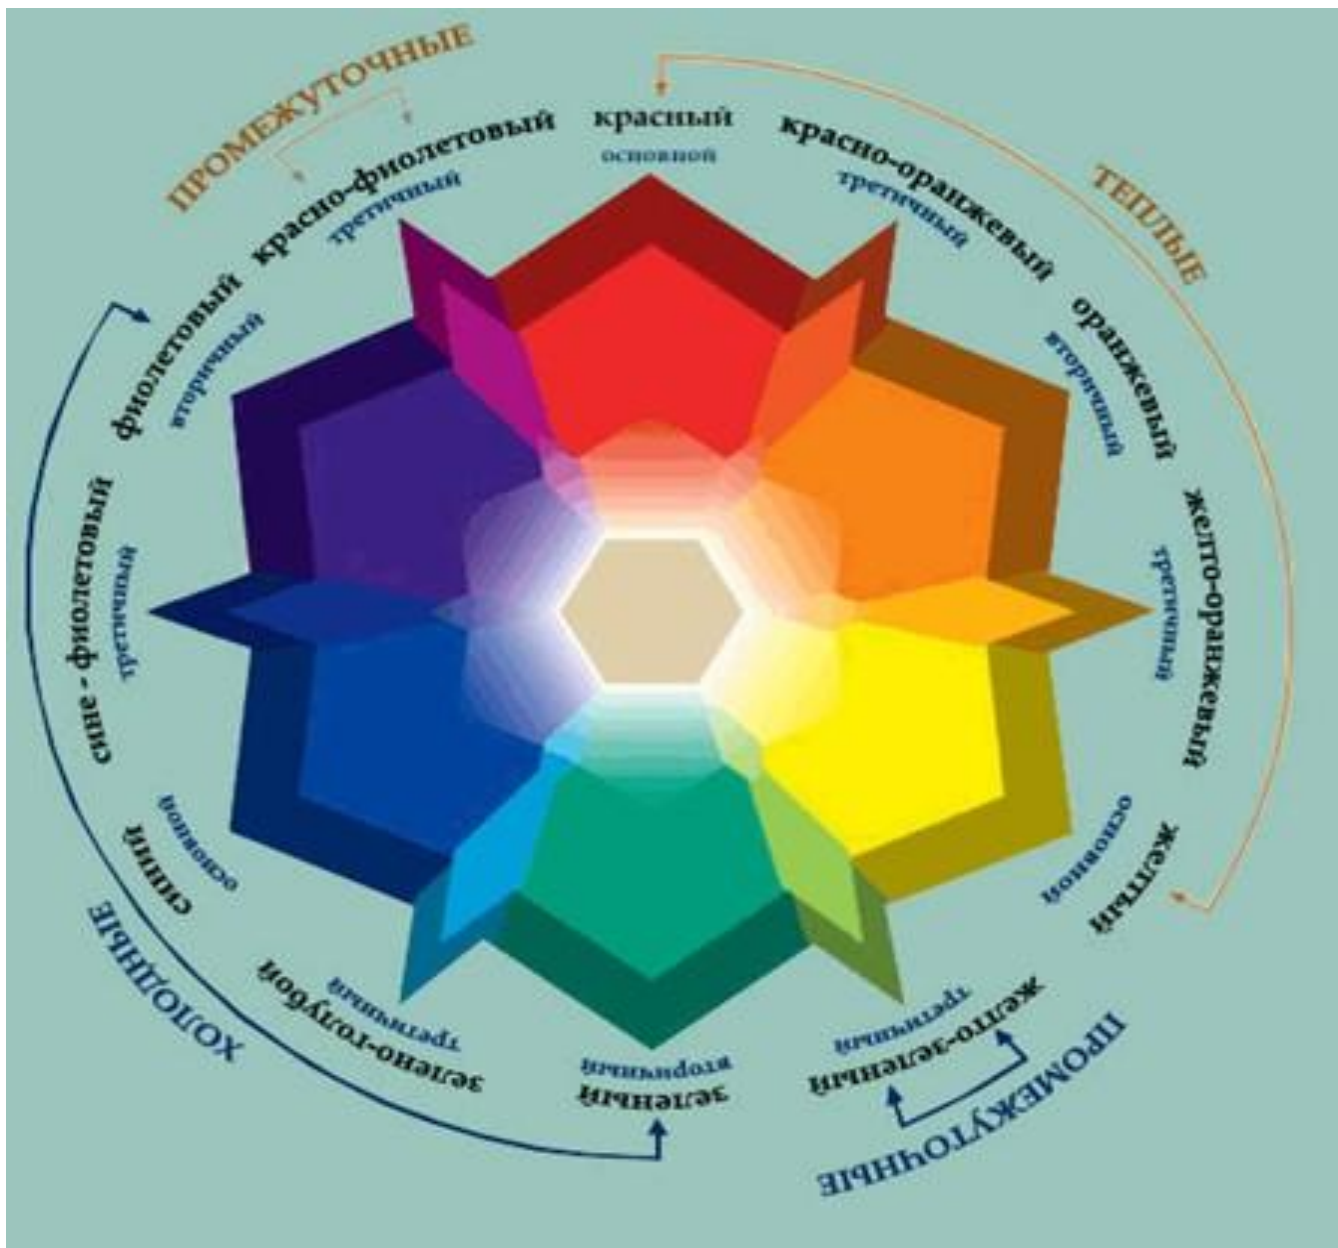 ПРОМЕЖУТОЧНЫЕ
красный
основной
красно-оранжевый
третичный
ТЕПЛЫЕ
оранжевый
вторичный
желто-оранжевый
третичный
желтый
основной
желто-зеленый
третичный
ПРОМЕЖУТОЧНЫЕ
зеленый
вторичный
зелено-голубой
третичный
ХОЛОДНЫЕ
синий
основной
сине - фиолетовый
третичный
фиолетовый
вторичный
красно-фиолетовый
третичный